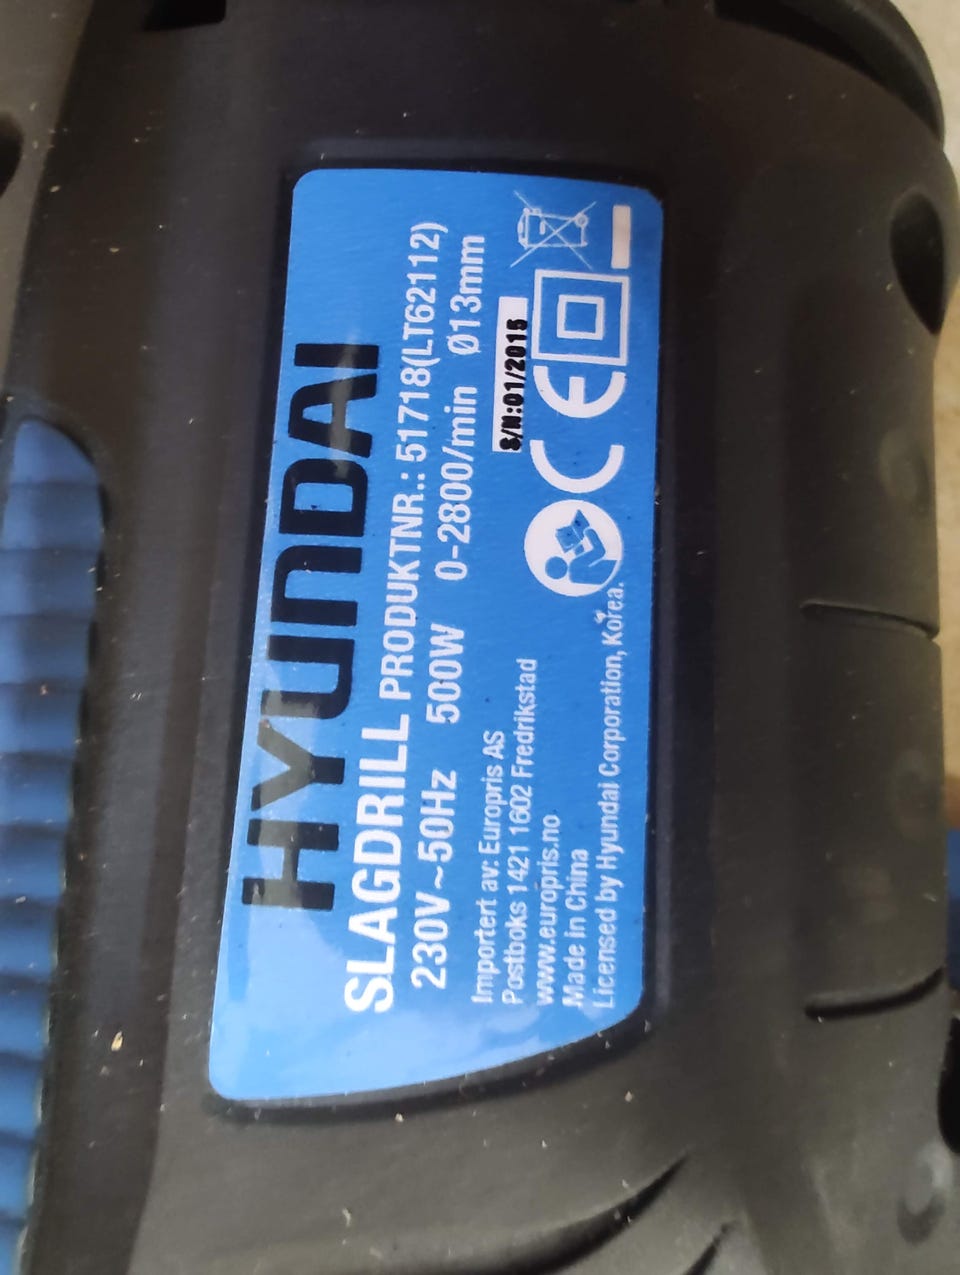 HYUNDAI
SLAGDRILL PRODUKTNR.: 51718(LT62112)
230V~50Hz 500W 0-2800/min Ø13mm
S/N:01/2015
Importert av: Europris AS
Postboks 1421 1602 Fredrikstad
www.europris.no
Made in China
Licensed by Hyundai Corporation, Korea.
CE